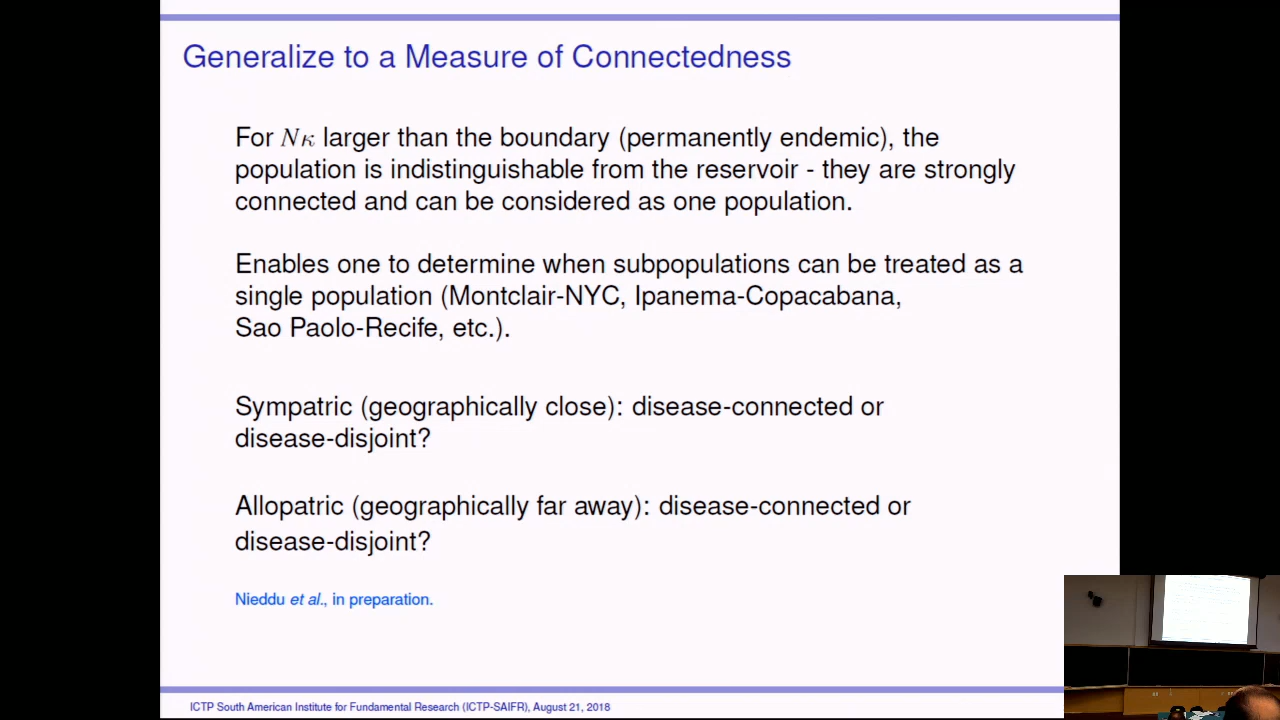 Generalize to a Measure of Connectedness
For Nκ larger than the boundary (permanently endemic), the
population is indistinguishable from the reservoir - they are strongly
connected and can be considered as one population.
Enables one to determine when subpopulations can be treated as a
single population (Montclair-NYC, Ipanema-Copacabana,
Sao Paolo-Recife, etc.).
Sympatric (geographically close): disease-connected or
disease-disjoint?
Allopatric (geographically far away): disease-connected or
disease-disjoint?
Nieddu et al., in preparation.
ICTP South American Institute for Fundamental Research (ICTP-SAIFR), August 21, 2018